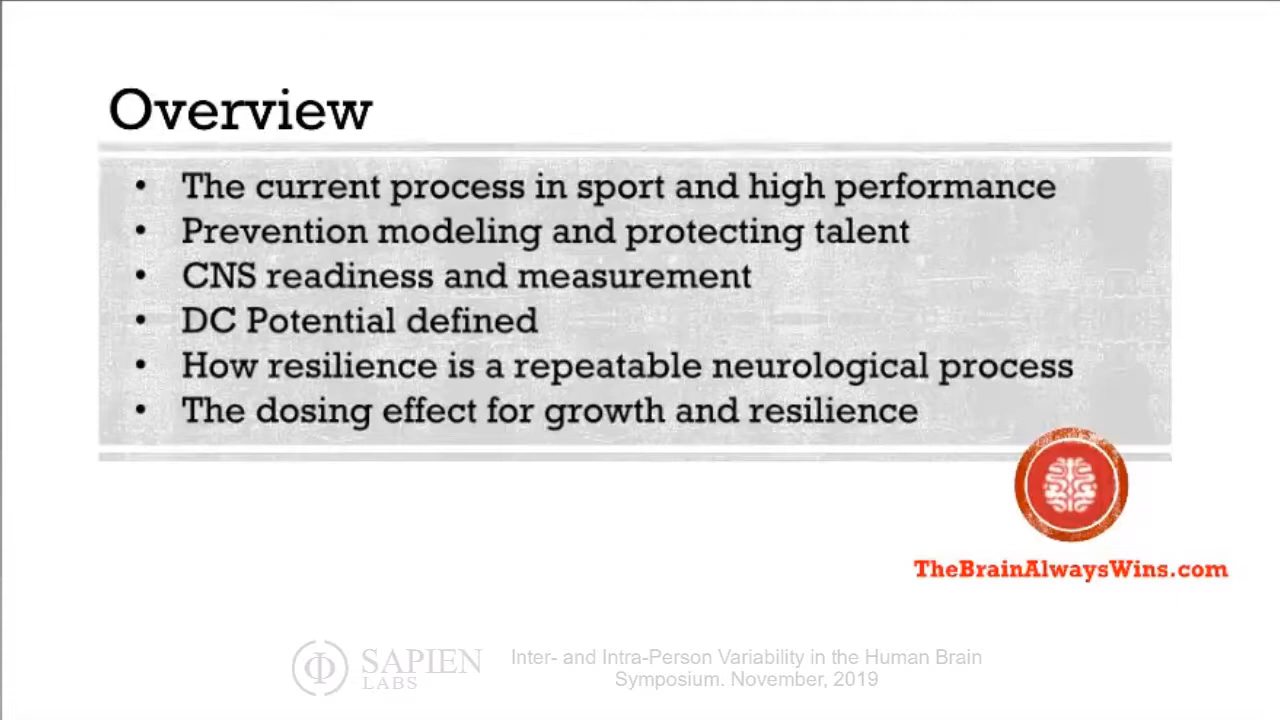 Overview
• The current process in sport and high performance
• Prevention modeling and protecting talent
• CNS readiness and measurement
• DC Potential defined
• How resilience is a repeatable neurological process
• The dosing effect for growth and resilience
TheBrainAlwaysWins.com
SAPIEN
LABS
Inter- and Intra-Person Variability in the Human Brain
Symposium. November, 2019